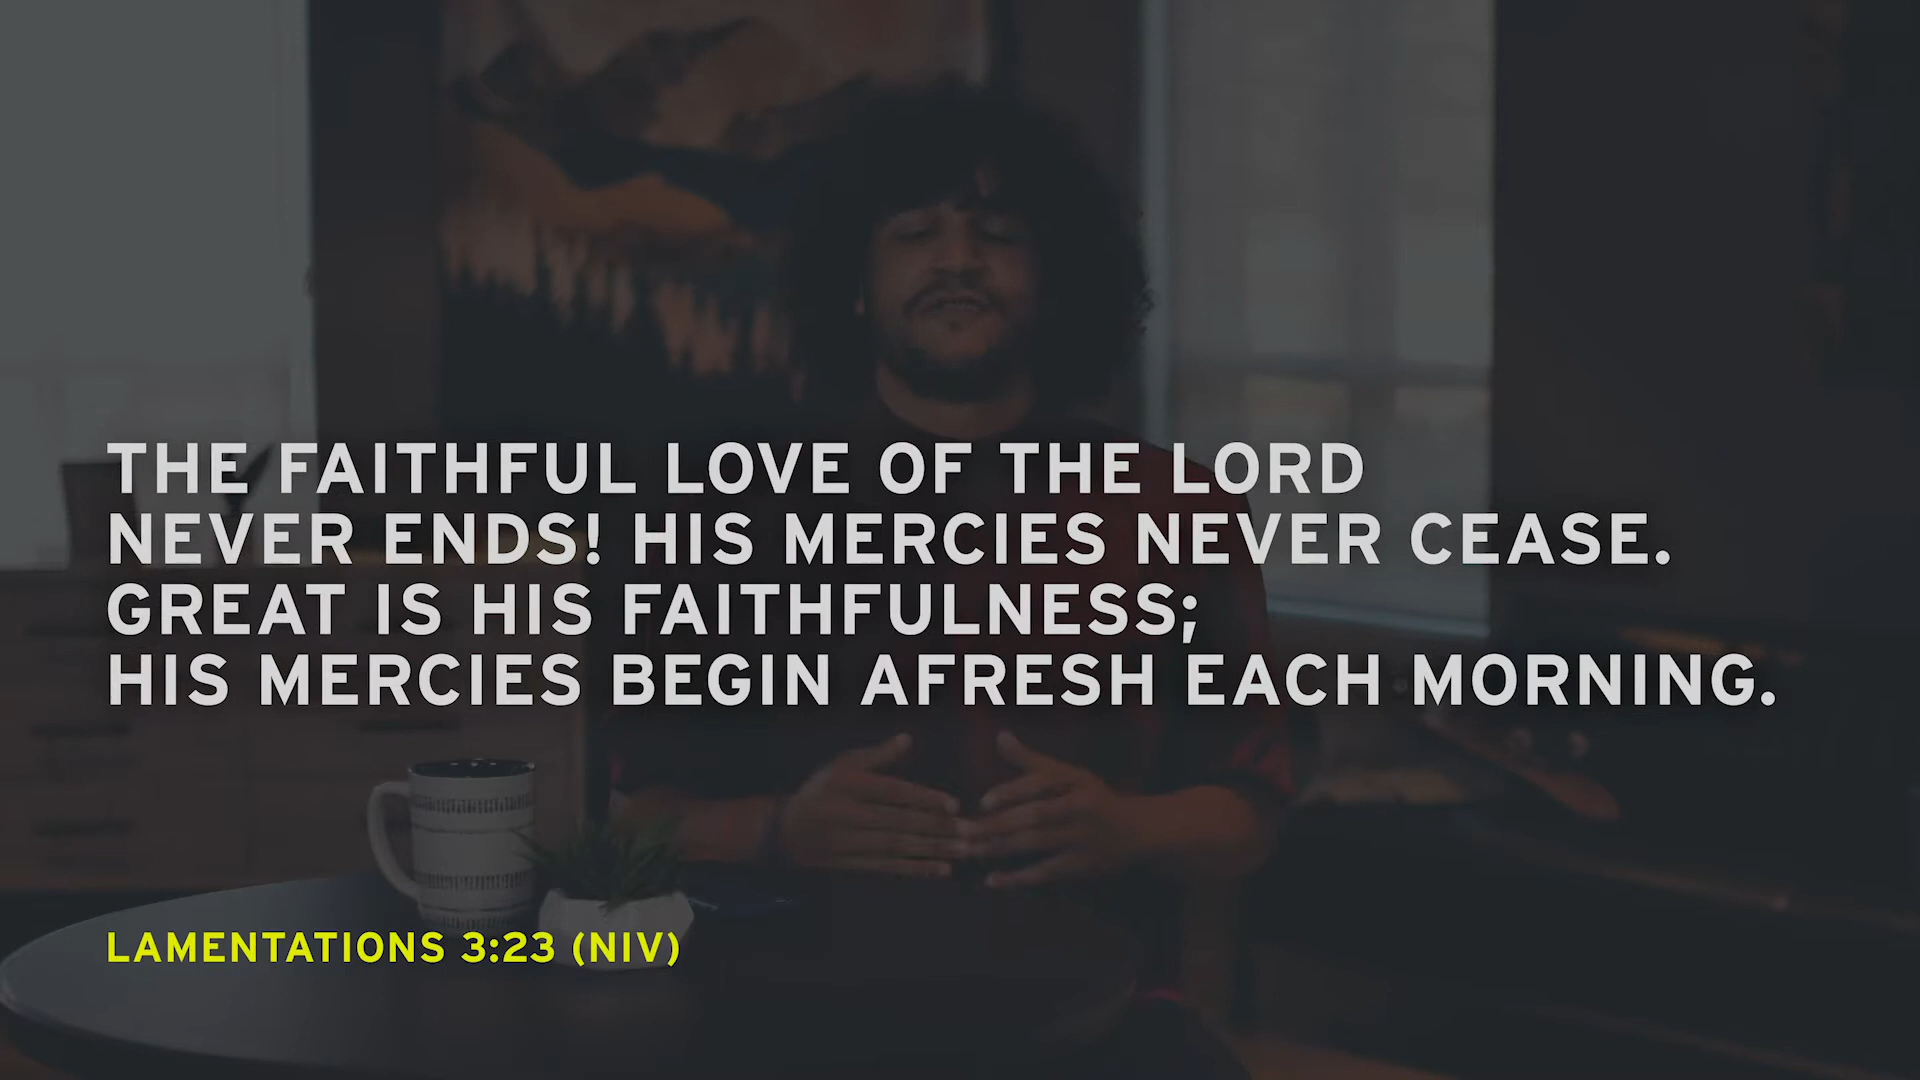 THE FAITHFUL LOVE OF THE LORD
NEVER ENDS! HIS MERCIES NEVER CEASE.
GREAT IS HIS FAITHFULNESS;
HIS MERCIES BEGIN AFRESH EACH MORNING.
LAMENTATIONS 3:23 (NIV)